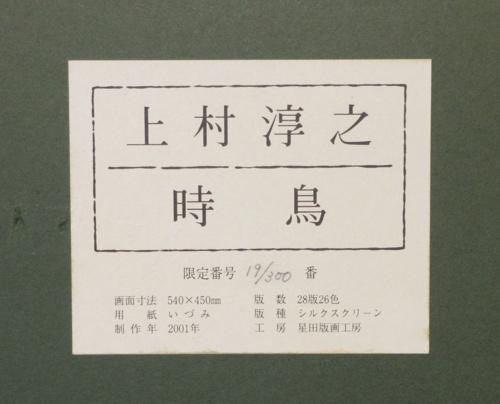 上村淳之
時鳥
限定番号 19/300 番
画面寸法 540×450㎜ 版数 28版26色
用紙 いづみ 版種 シルクスクリーン
制作年 2001年 工房 星田版画工房